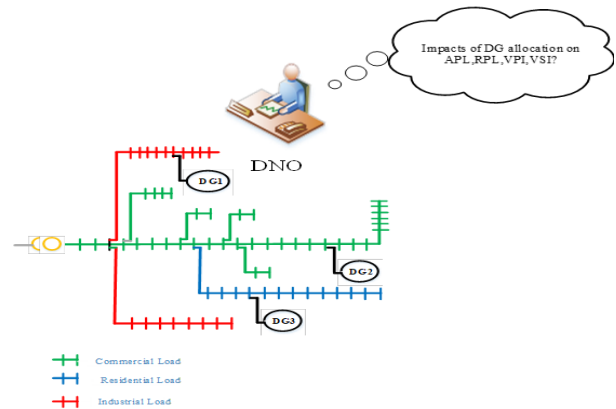 Impacts of DG allocation on
APL,RPL,VPI,VSI?
DNO
DG1
DG2
DG3
Commercial Load
Residential Load
Industrial Load